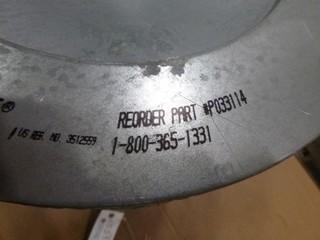 ®
REORDER PART #P033114
US REG. NO. 3512559
1-800-365-1331